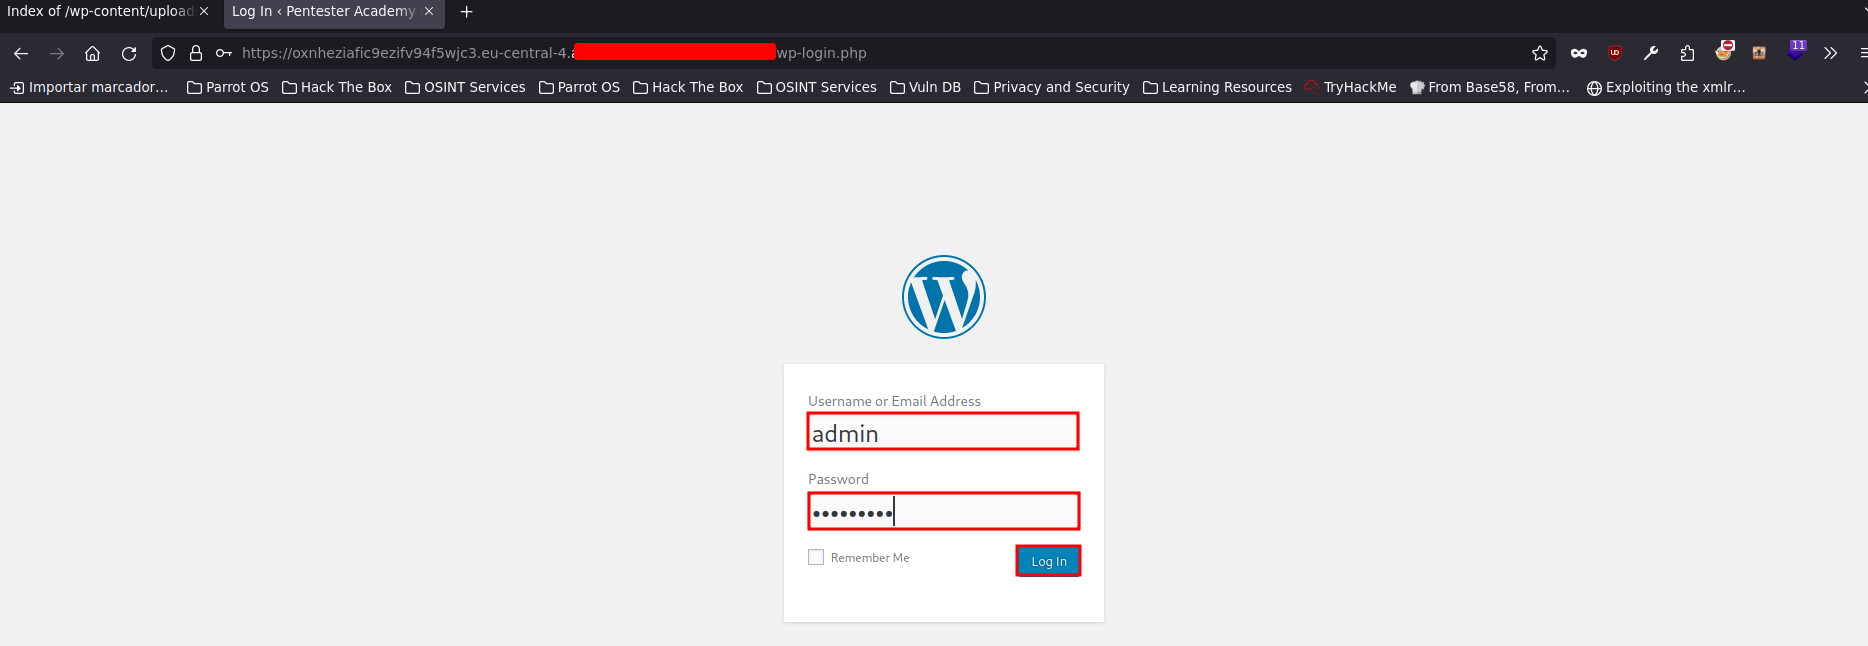 Index of /wp-content/upload
Log In ‹ Pentester Academy
https://oxnheziafic9ezifv94f5wjc3.eu-central-4.a wp-login.php
11
Importar marcador… Parrot OS Hack The Box OSINT Services Parrot OS Hack The Box OSINT Services Vuln DB Privacy and Security Learning Resources TryHackMe From Base58, From… Exploiting the xmlr…
Username or Email Address
admin
Password
•••••••••
Remember Me
Log In